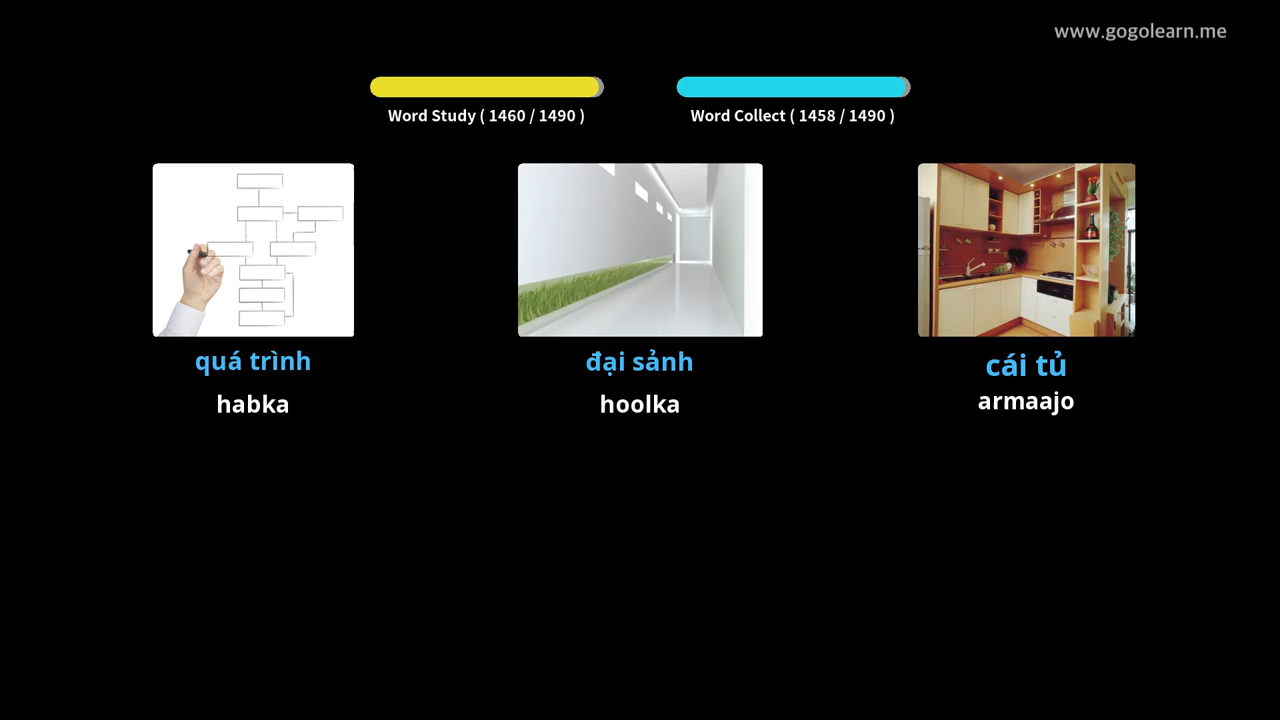 www.gogolearn.me
Word Study ( 1460 / 1490 )
Word Collect ( 1458 / 1490 )
quá trình
habka
đại sảnh
hoolka
cái tủ
armaajo